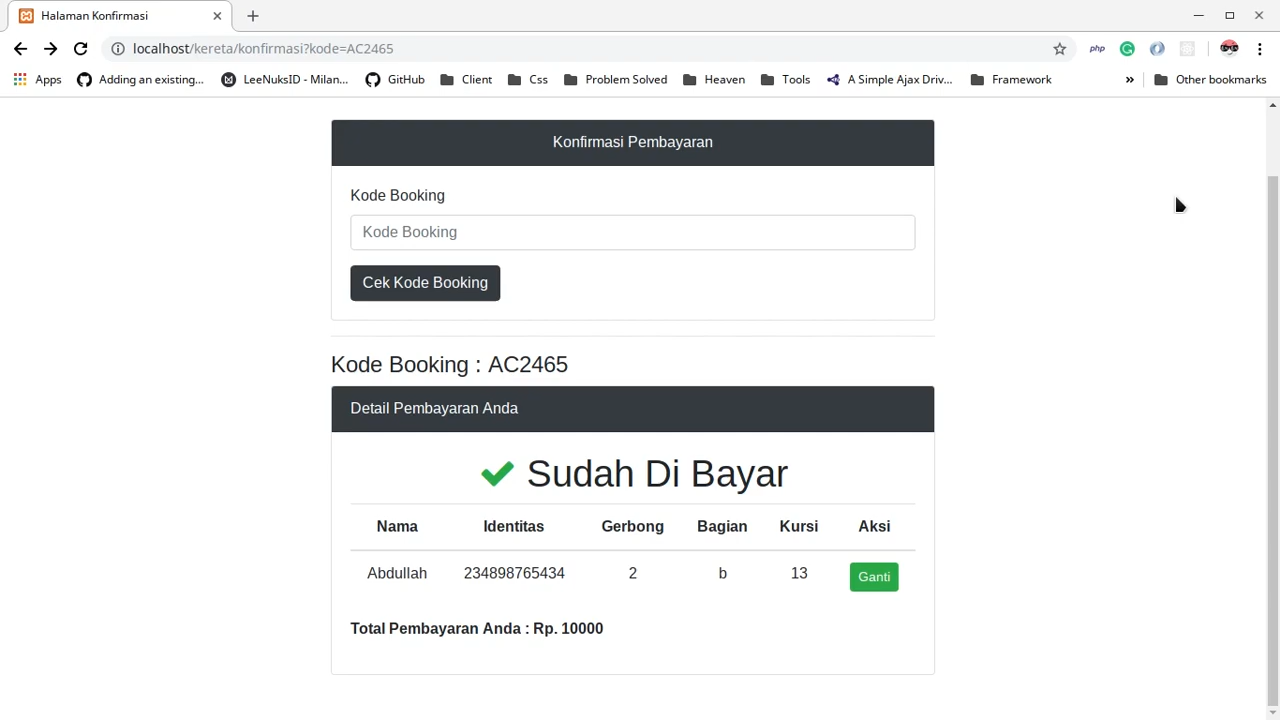 Halaman Konfirmasi
localhost/kereta/konfirmasi?kode=AC2465
php
Apps Adding an existing... LeeNuksID - Milan... GitHub Client Css Problem Solved Heaven Tools A Simple Ajax Driv... Framework » Other bookmarks
Konfirmasi Pembayaran
Kode Booking
Kode Booking
Cek Kode Booking
Kode Booking : AC2465
Detail Pembayaran Anda
Sudah Di Bayar
Nama Identitas Gerbong Bagian Kursi Aksi
Abdullah 234898765434 2 b 13 Ganti
Total Pembayaran Anda : Rp. 10000